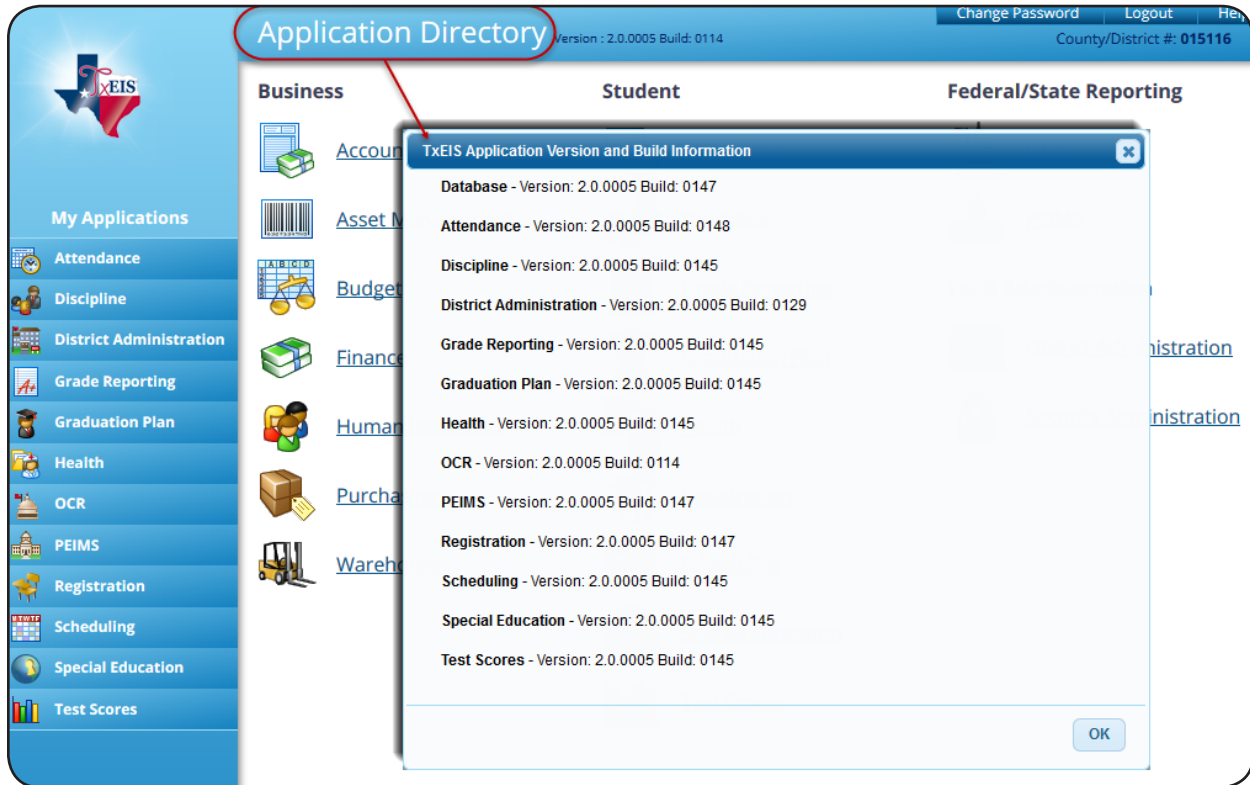 Change Password Logout Help
Application Directory Version : 2.0.0005 Build: 0114
County/District #: 015116
TxEIS
Business Student Federal/State Reporting
My Applications
Attendance
Discipline
District Administration
Grade Reporting
Graduation Plan
Health
OCR
PEIMS
Registration
Scheduling
Special Education
Test Scores
Accoun
Asset M
Budget
Finance
Human
Purcha
Wareho
TxEIS Application Version and Build Information
Database - Version: 2.0.0005 Build: 0147
Attendance - Version: 2.0.0005 Build: 0148
Discipline - Version: 2.0.0005 Build: 0145
District Administration - Version: 2.0.0005 Build: 0129
Grade Reporting - Version: 2.0.0005 Build: 0145
Graduation Plan - Version: 2.0.0005 Build: 0145
Health - Version: 2.0.0005 Build: 0145
OCR - Version: 2.0.0005 Build: 0114
PEIMS - Version: 2.0.0005 Build: 0147
Registration - Version: 2.0.0005 Build: 0147
Scheduling - Version: 2.0.0005 Build: 0145
Special Education - Version: 2.0.0005 Build: 0145
Test Scores - Version: 2.0.0005 Build: 0145
OK
nistration